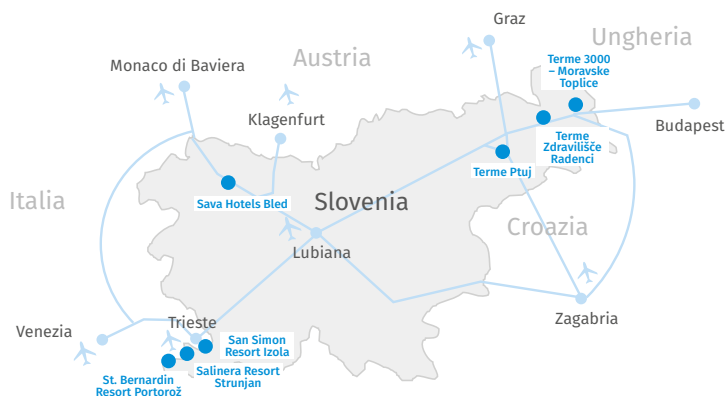 Graz
Austria
Ungheria
Monaco di Baviera
Terme 3000
– Moravske
Toplice
Klagenfurt
Budapest
Terme
Zdravilišče
Radenci
Terme Ptuj
Italia
Sava Hotels Bled
Slovenia
Croazia
Lubiana
Zagabria
Venezia
Trieste
San Simon
Resort Izola
Salinera Resort
Strunjan
St. Bernardin
Resort Portorož